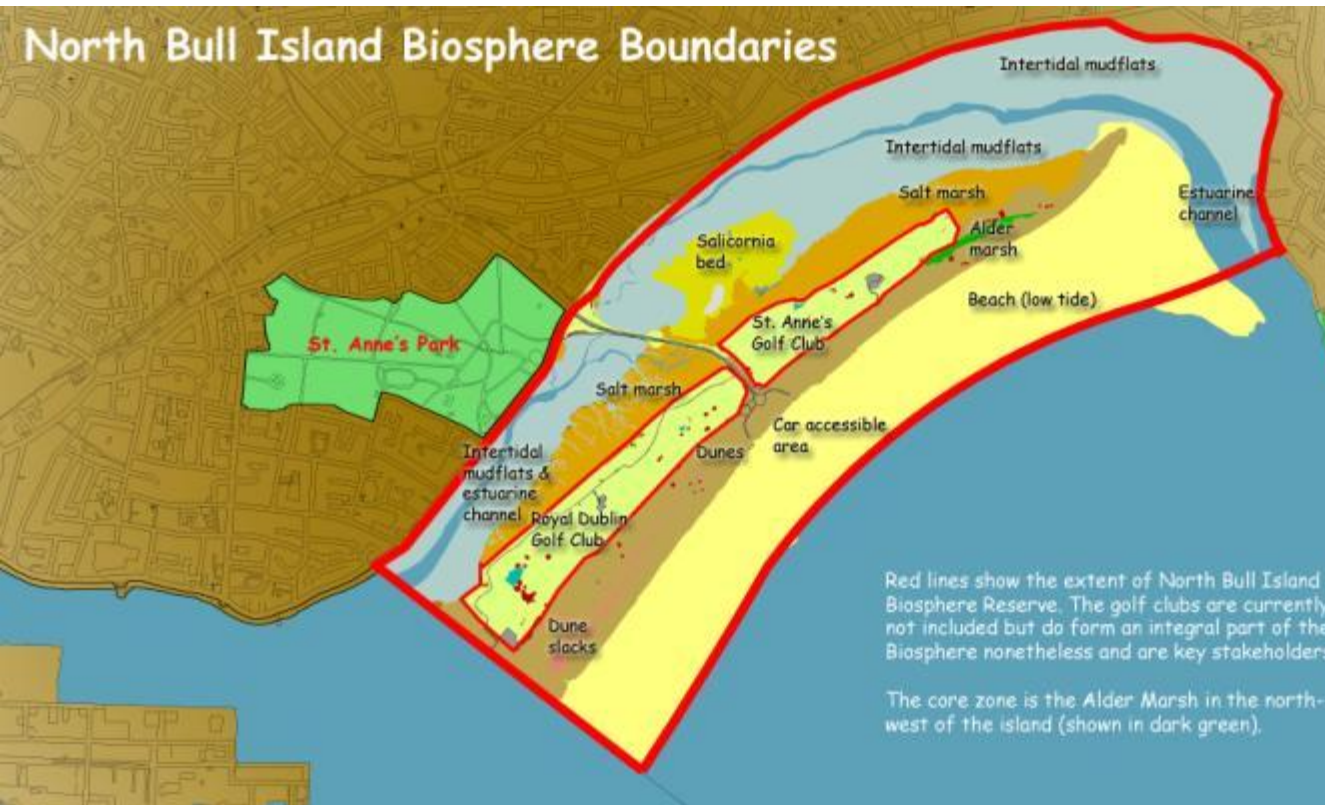 North Bull Island Biosphere Boundaries
Intertidal mudflats
Intertidal mudflats
Salt marsh
Estuarine
channel
Alder
marsh
Salicornia
bed
Beach (low tide)
St. Anne's
Golf Club
St. Anne's Park
Salt marsh
Car accessible
area
Dunes
Intertidal
mudflats &
estuarine
channel
Royal Dublin
Golf Club
Dune
slacks
Red lines show the extent of North Bull Island
Biosphere Reserve. The golf clubs are currently
not included but do form an integral part of the
Biosphere nonetheless and are key stakeholders
The core zone is the Alder Marsh in the north-
west of the island (shown in dark green).